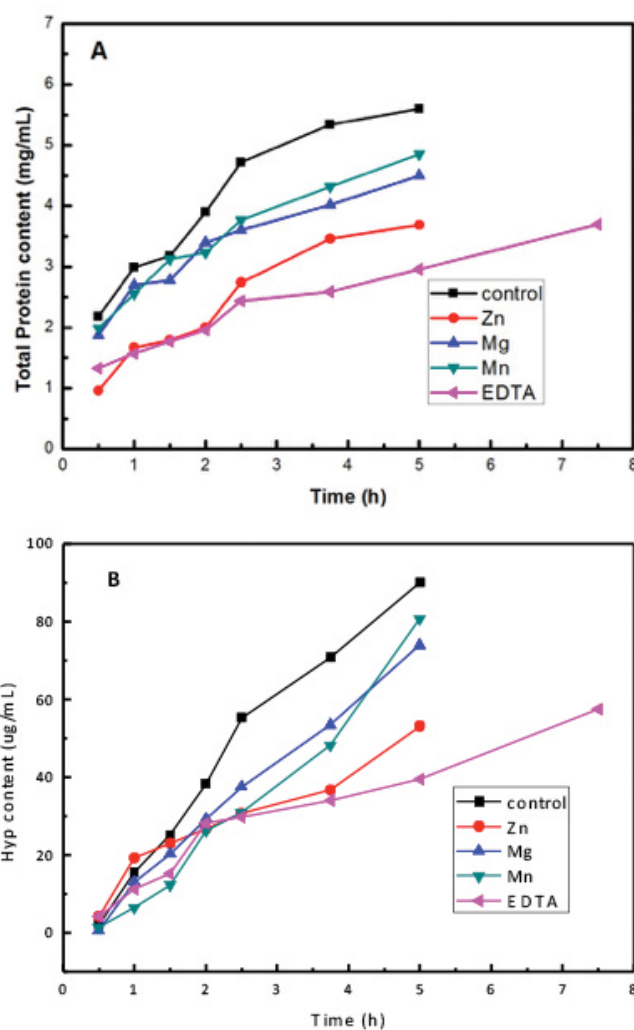 A
Total Protein content (mg/mL)
7
6
5
4
3
2
1
0
control
Zn
Mg
Mn
EDTA
0 1 2 3 4 5 6 7 8
Time (h)
B
Hyp content (ug/mL)
100
80
60
40
20
0
control
Zn
Mg
Mn
EDTA
0 1 2 3 4 5 6 7 8
Time (h)